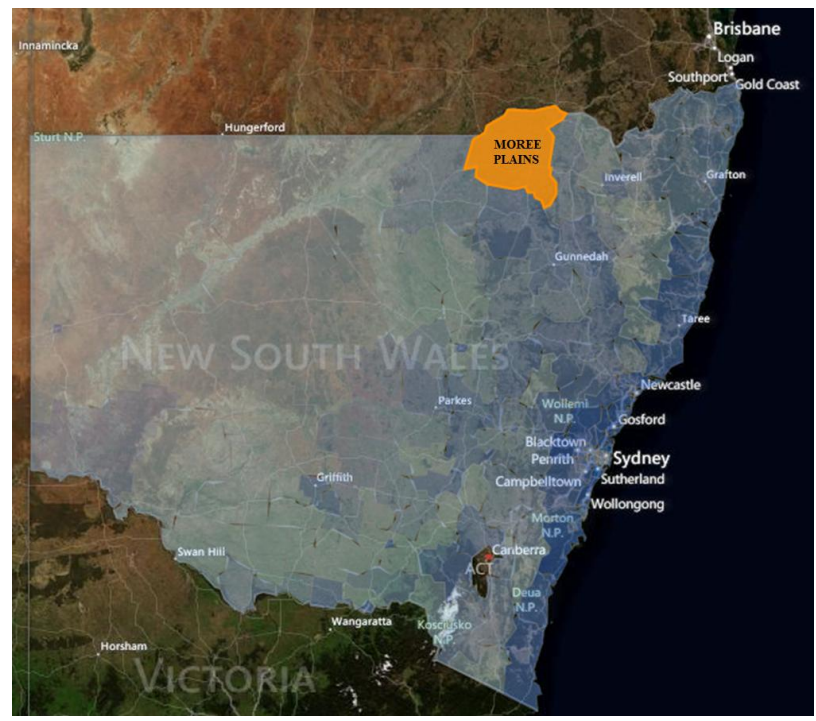 Brisbane
Innamincka
Logan
Southport
Gold Coast
Hungerford
Sturt N.P.
MOREE
PLAINS
Inverell
Grafton
Gunnedah
Taree
NEW SOUTH WALES
Newcastle
Parkes
Wollemi
N.P.
Gosford
Blacktown
Penrith
Sydney
Griffith
Campbelltown
Sutherland
Wollongong
Morton
N.P.
Swan Hill
Canberra
ACT
Deua
N.P.
Wangaratta
Kosciusko
N.P.
Horsham
VICTORIA